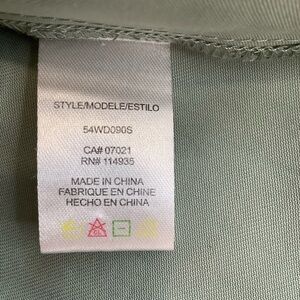 STYLE/MODELE/ESTILO
54WD090S
CA# 07021
RN# 114935
MADE IN CHINA
FABRIQUE EN CHINE
HECHO EN CHINA